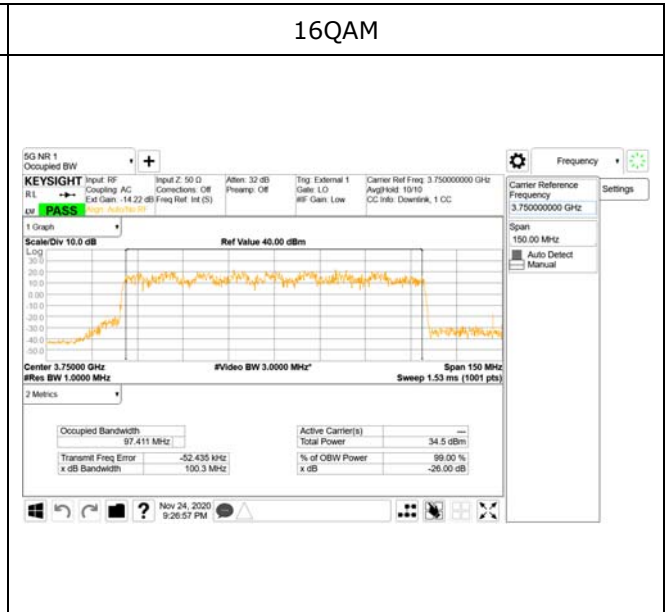 16QAM
5G NR 1
Occupied BW
Frequency
KEYSIGHT
RL
PASS
Input: RF
Coupling: AC
Ext Gain: -14.22 dB
Align: Auto/No RF
Input Z: 50 Ω
Corrections: Off
Freq Ref: Int (S)
Atten: 32 dB
Preamp: Off
Trig: External 1
Gate: LO
#IF Gain: Low
Carrier Ref Freq: 3.750000000 GHz
Avg|Hold: 10/10
CC Info: Downlink, 1 CC
Carrier Reference
Frequency
3.750000000 GHz
Settings
Span
150.00 MHz
Auto Detect
Manual
1 Graph
Scale/Div 10.0 dB
Ref Value 40.00 dBm
Log
30.0
20.0
10.0
0.00
-10.0
-20.0
-30.0
-40.0
-50.0
Center 3.75000 GHz
#Video BW 3.0000 MHz*
Span 150 MHz
#Res BW 1.0000 MHz
Sweep 1.53 ms (1001 pts)
2 Metrics
Occupied Bandwidth
97.411 MHz
Active Carrier(s)
---
Total Power
34.5 dBm
Transmit Freq Error
-52.435 kHz
% of OBW Power
99.00 %
x dB Bandwidth
100.3 MHz
x dB
-26.00 dB
?
Nov 24, 2020
9:26:57 PM